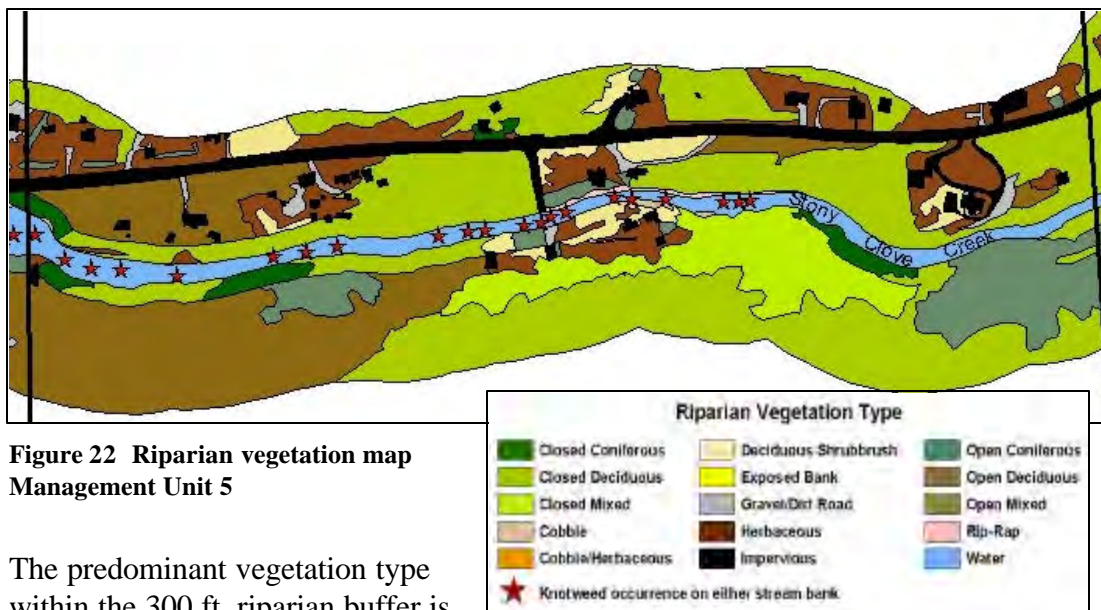 Stony Clove Creek
Riparian Vegetation Type
Closed Coniferous
Closed Deciduous
Closed Mixed
Cobble
Cobble/Herbaceous
Deciduous Shrubbrush
Exposed Bank
Gravel/Dirt Road
Herbaceous
Impervious
Open Coniferous
Open Deciduous
Open Mixed
Rip-Rap
Water
Knotweed occurrence on either stream bank
Figure 22 Riparian vegetation map
Management Unit 5
The predominant vegetation type
within the 300 ft. riparian buffer is